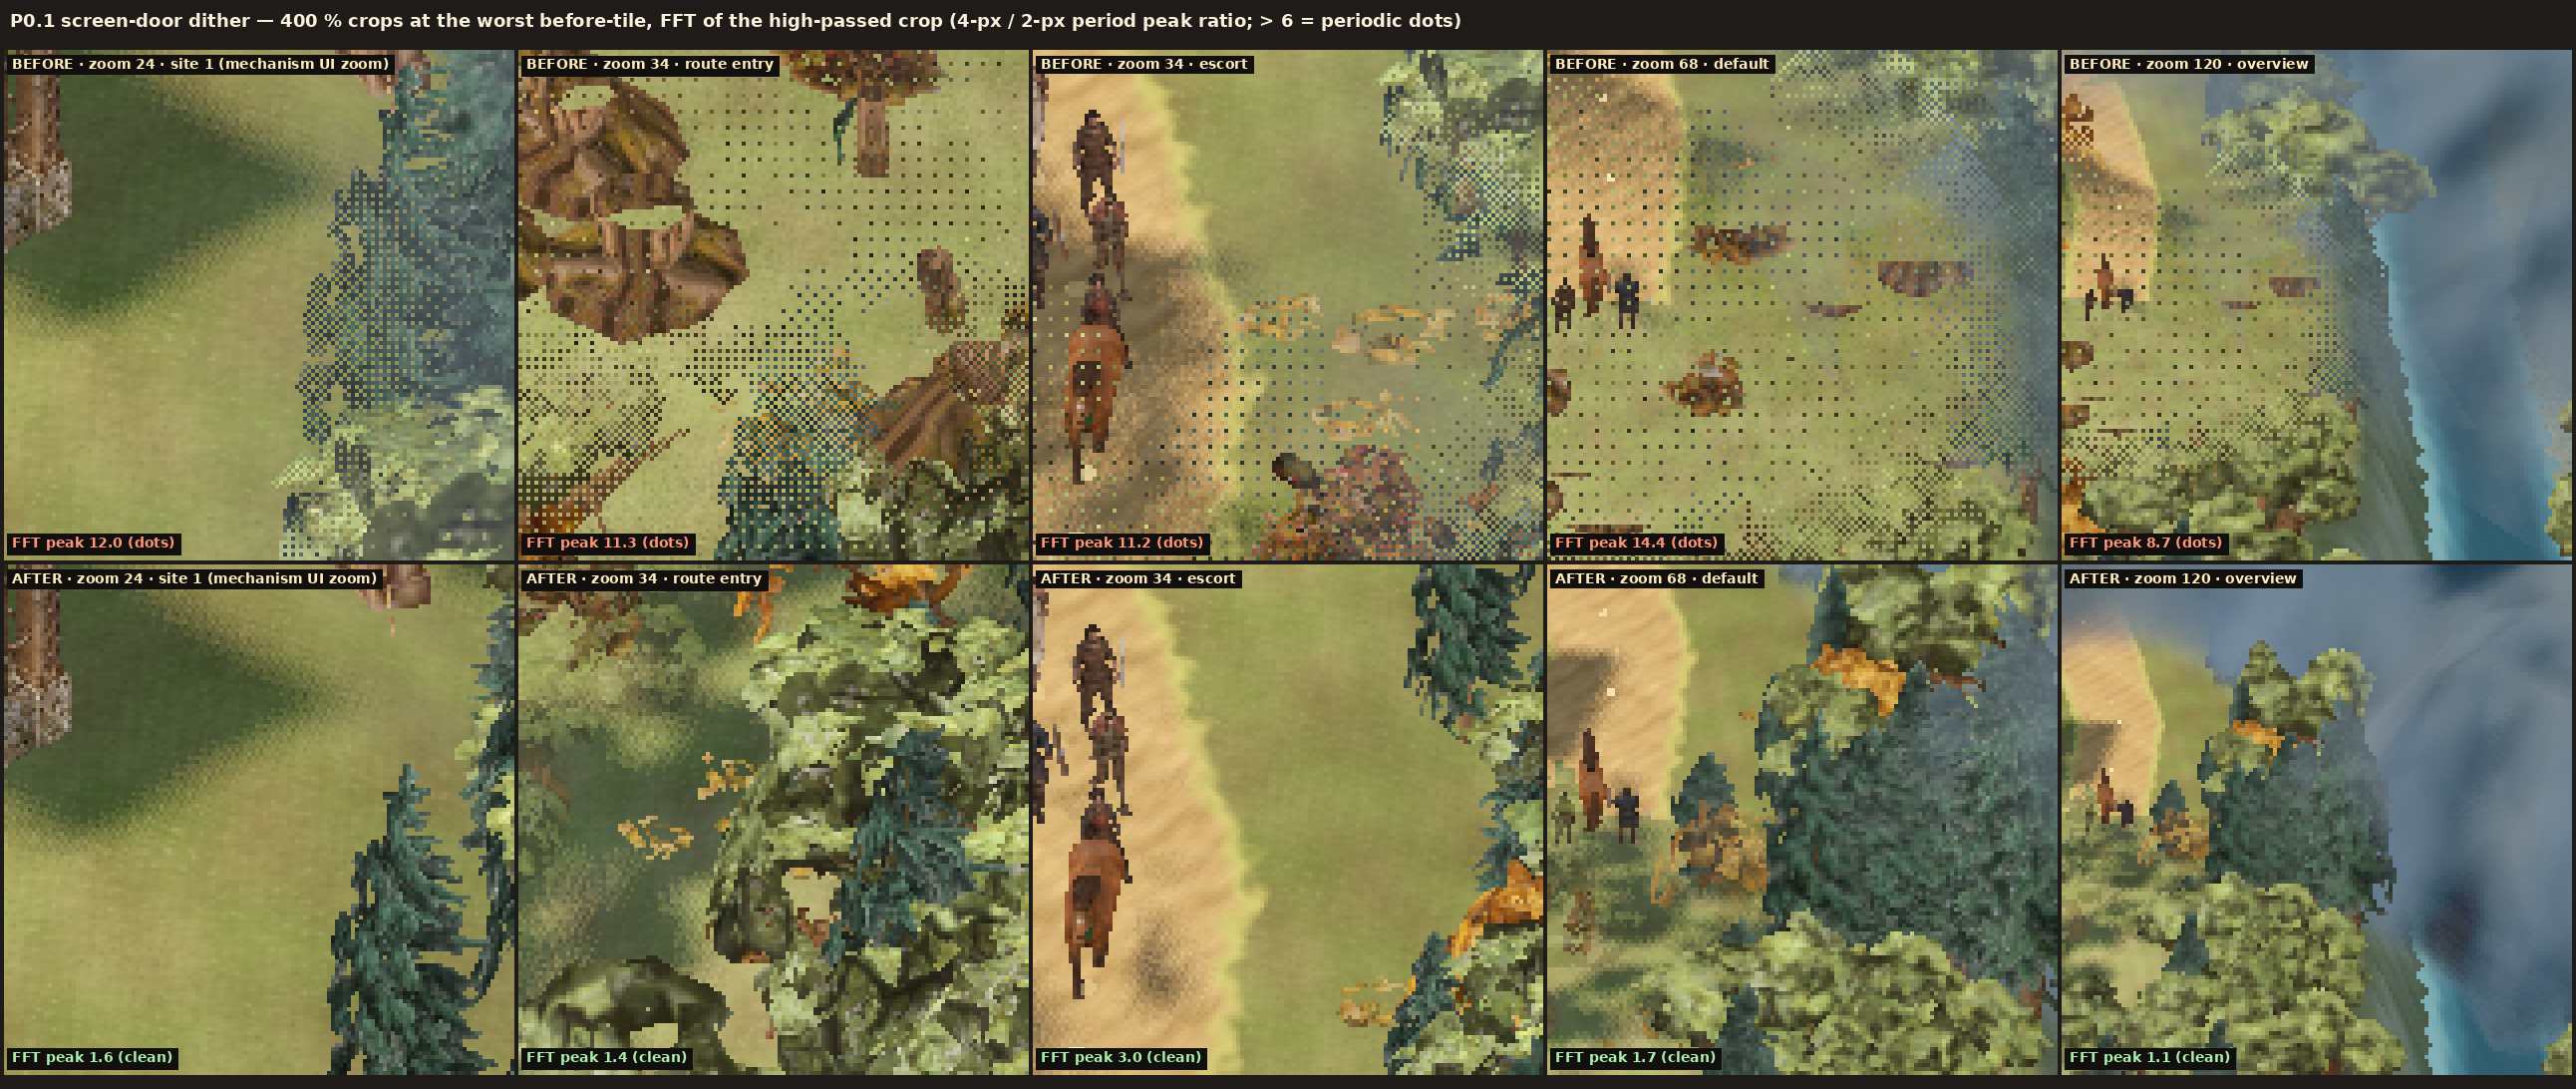 P0.1 screen-door dither — 400 % crops at the worst before-tile, FFT of the high-passed crop (4-px / 2-px period peak ratio; > 6 = periodic dots)
BEFORE · zoom 24 · site 1 (mechanism UI zoom)
BEFORE · zoom 34 · route entry
BEFORE · zoom 34 · escort
BEFORE · zoom 68 · default
BEFORE · zoom 120 · overview
FFT peak 12.0 (dots)
FFT peak 11.3 (dots)
FFT peak 11.2 (dots)
FFT peak 14.4 (dots)
FFT peak 8.7 (dots)
AFTER · zoom 24 · site 1 (mechanism UI zoom)
AFTER · zoom 34 · route entry
AFTER · zoom 34 · escort
AFTER · zoom 68 · default
AFTER · zoom 120 · overview
FFT peak 1.6 (clean)
FFT peak 1.4 (clean)
FFT peak 3.0 (clean)
FFT peak 1.7 (clean)
FFT peak 1.1 (clean)